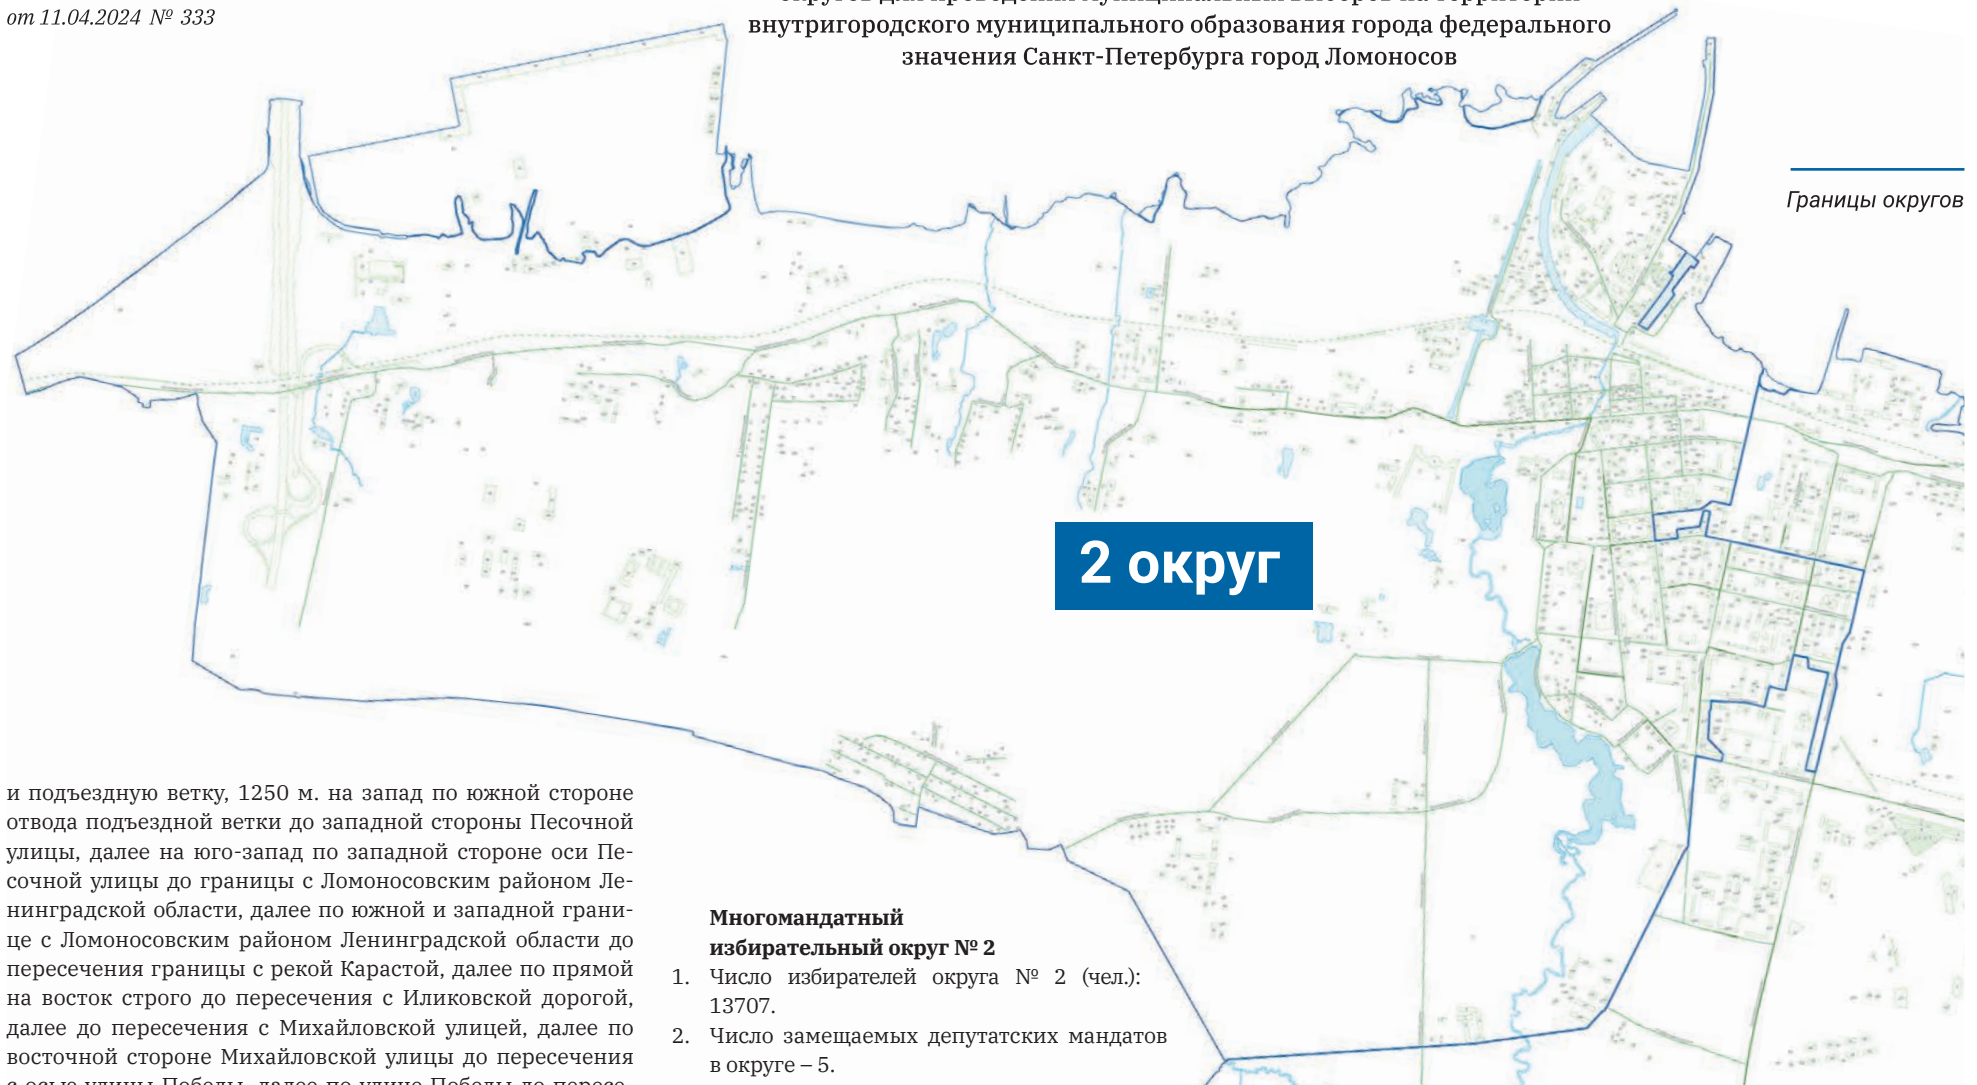 от 11.04.2024 № 333
внутригородского муниципального образования города федерального
значения Санкт-Петербурга город Ломоносов
Границы округов
2 округ
и подъездную ветку, 1250 м. на запад по южной стороне
отвода подъездной ветки до западной стороны Песочной
улицы, далее на юго-запад по западной стороне оси Пе-
сочной улицы до границы с Ломоносовским районом Ле-
нинградской области, далее по южной и западной грани-
це с Ломоносовским районом Ленинградской области до
пересечения границы с рекой Карастой, далее по прямой
на восток строго до пересечения с Иликовской дорогой,
далее до пересечения с Михайловской улицей, далее по
восточной стороне Михайловской улицы до пересечения
Многомандатный
избирательный округ № 2
1. Число избирателей округа № 2 (чел.):
13707.
2. Число замещаемых депутатских мандатов
в округе – 5.